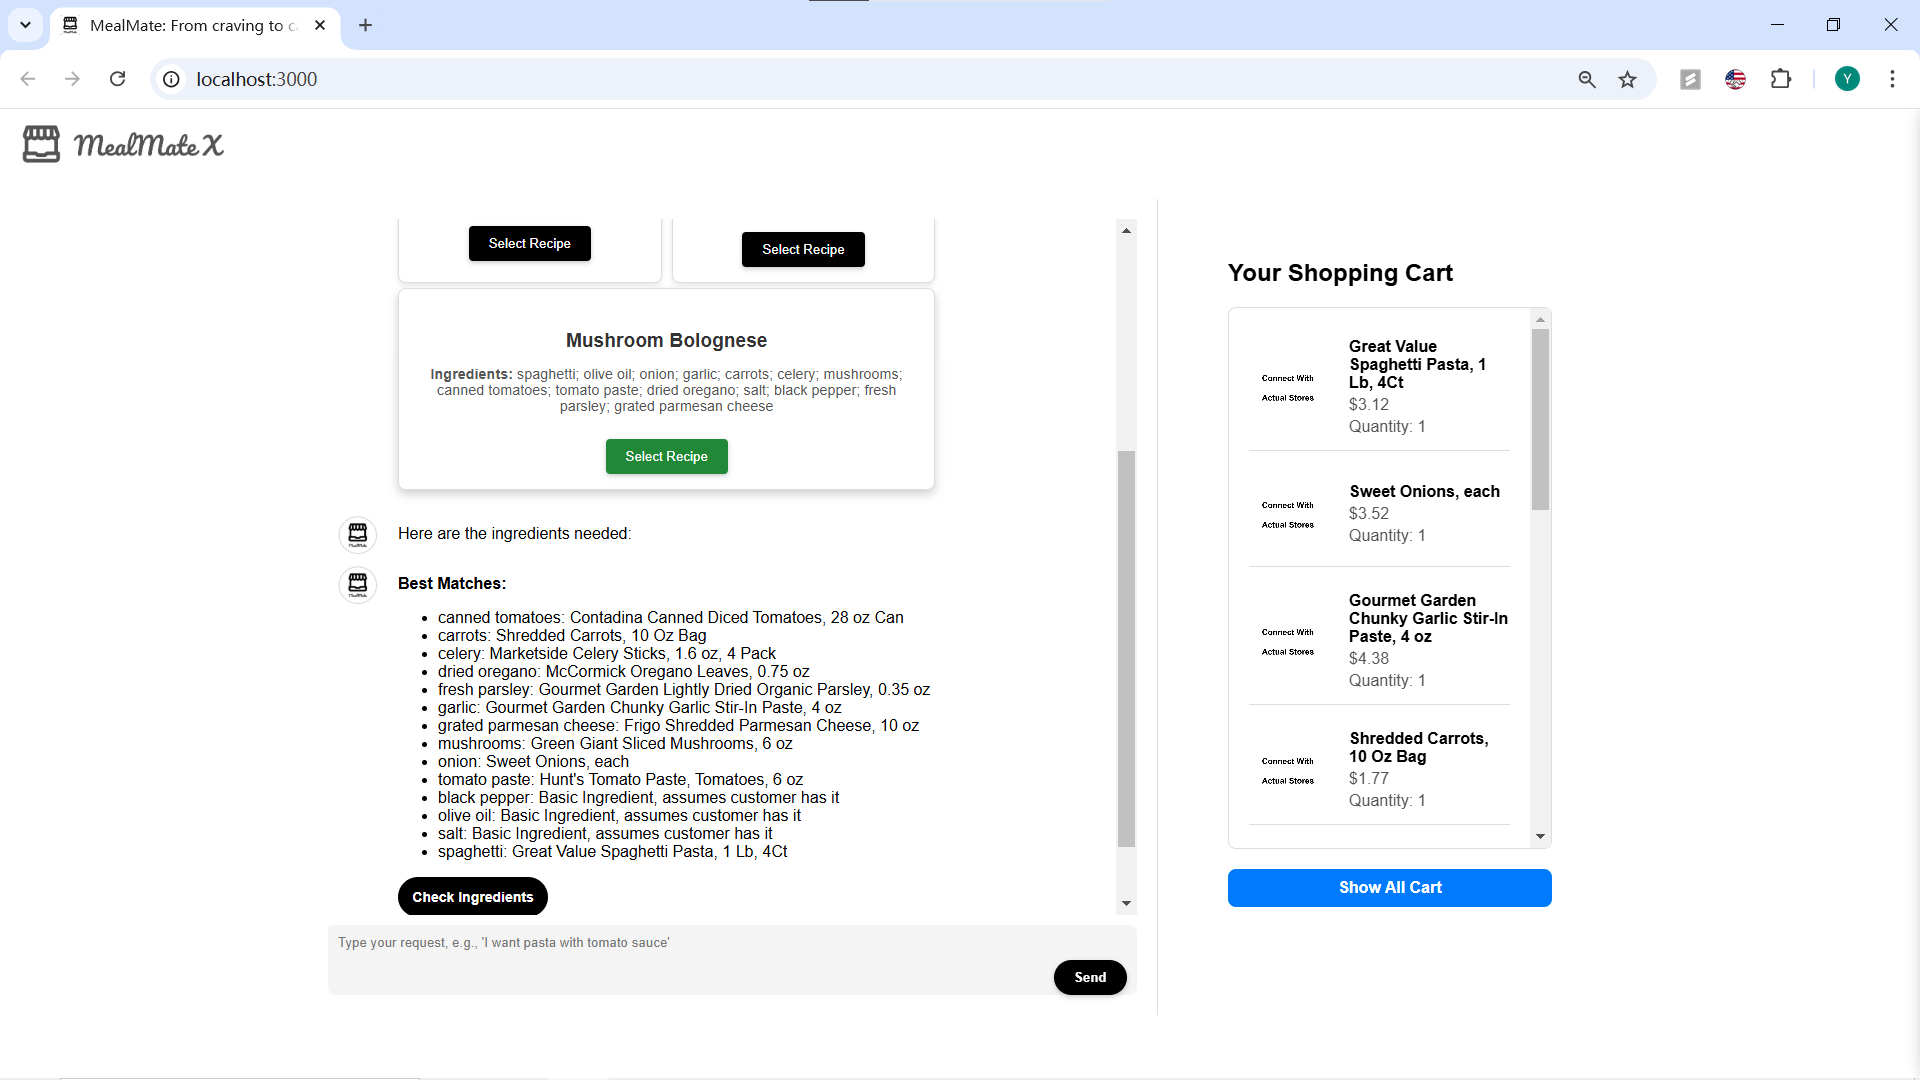 MealMate: From craving to c
localhost:3000
Y
MealMate X
Select Recipe
Select Recipe
Mushroom Bolognese
Ingredients: spaghetti; olive oil; onion; garlic; carrots; celery; mushrooms;
canned tomatoes; tomato paste; dried oregano; salt; black pepper; fresh
parsley; grated parmesan cheese
Select Recipe
Here are the ingredients needed:
Best Matches:
canned tomatoes: Contadina Canned Diced Tomatoes, 28 oz Can
carrots: Shredded Carrots, 10 Oz Bag
celery: Marketside Celery Sticks, 1.6 oz, 4 Pack
dried oregano: McCormick Oregano Leaves, 0.75 oz
fresh parsley: Gourmet Garden Lightly Dried Organic Parsley, 0.35 oz
garlic: Gourmet Garden Chunky Garlic Stir-In Paste, 4 oz
grated parmesan cheese: Frigo Shredded Parmesan Cheese, 10 oz
mushrooms: Green Giant Sliced Mushrooms, 6 oz
onion: Sweet Onions, each
tomato paste: Hunt's Tomato Paste, Tomatoes, 6 oz
black pepper: Basic Ingredient, assumes customer has it
olive oil: Basic Ingredient, assumes customer has it
salt: Basic Ingredient, assumes customer has it
spaghetti: Great Value Spaghetti Pasta, 1 Lb, 4Ct
Check Ingredients
Type your request, e.g., 'I want pasta with tomato sauce'
Send
Your Shopping Cart
Connect With
Actual Stores
Great Value
Spaghetti Pasta, 1
Lb, 4Ct
$3.12
Quantity: 1
Connect With
Actual Stores
Sweet Onions, each
$3.52
Quantity: 1
Connect With
Actual Stores
Gourmet Garden
Chunky Garlic Stir-In
Paste, 4 oz
$4.38
Quantity: 1
Connect With
Actual Stores
Shredded Carrots,
10 Oz Bag
$1.77
Quantity: 1
Show All Cart